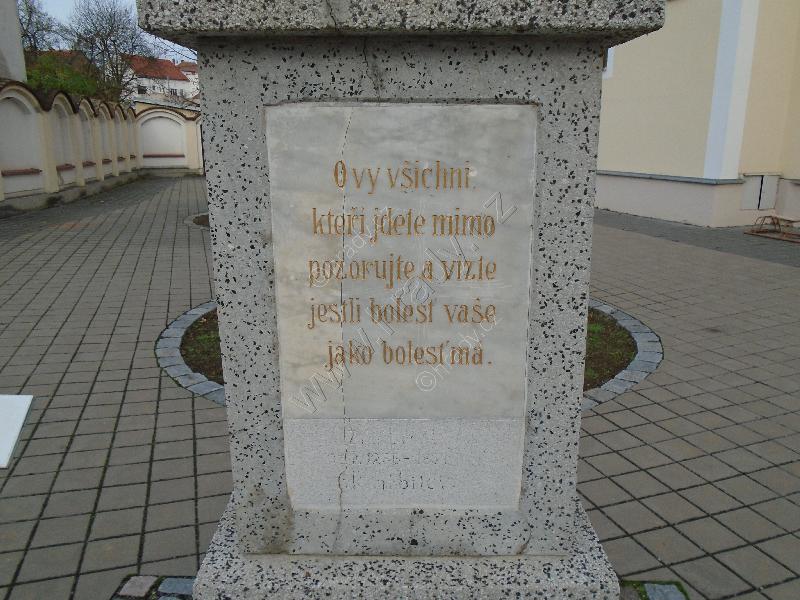 O vy všichni,
kteří jdete mimo
pozorujte a vizte
jestli bolest vaše
jako bolest má.